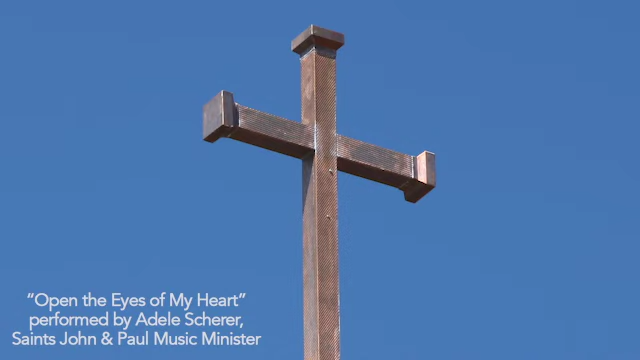 “Open the Eyes of My Heart”
performed by Adele Scherer,
Saints John & Paul Music Minister